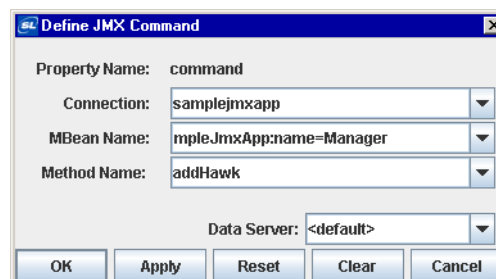 SL Define JMX Command
Property Name: command
Connection: samplejmxapp
MBean Name: mpleJmxApp:name=Manager
Method Name: addHawk
Data Server: <default>
OK Apply Reset Clear Cancel